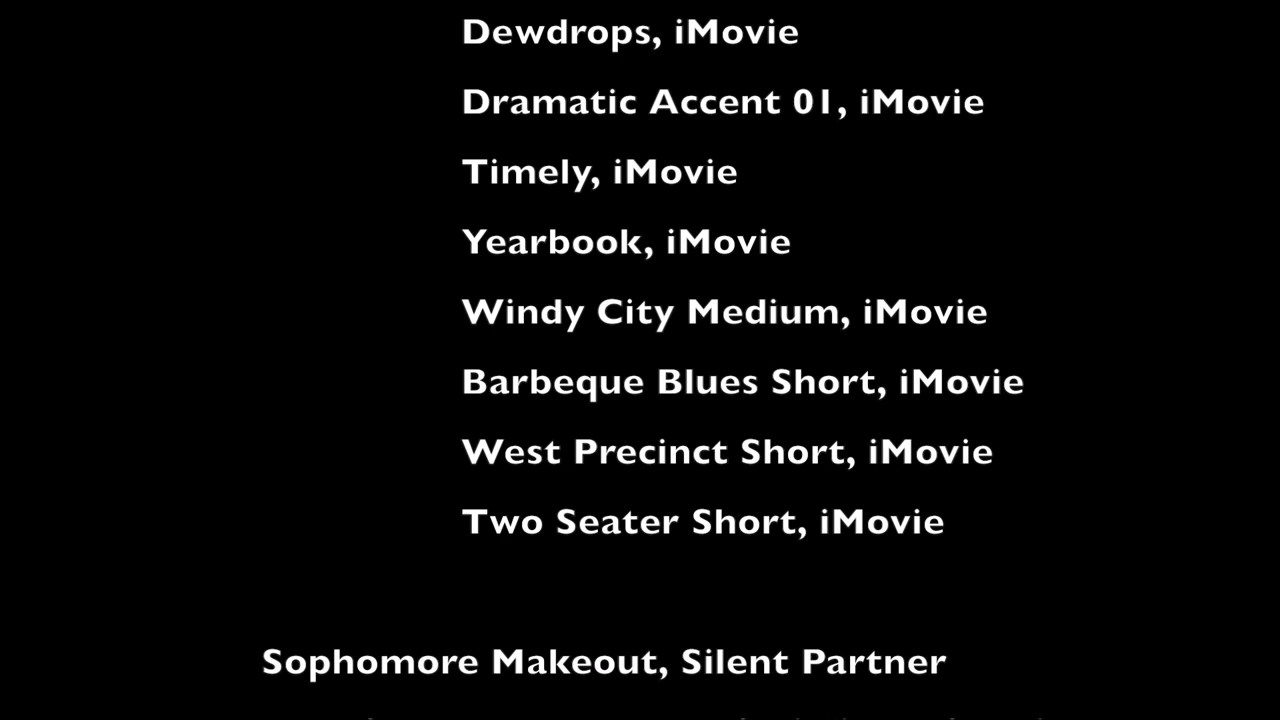 Dewdrops, iMovie
Dramatic Accent 01, iMovie
Timely, iMovie
Yearbook, iMovie
Windy City Medium, iMovie
Barbeque Blues Short, iMovie
West Precinct Short, iMovie
Two Seater Short, iMovie
Sophomore Makeout, Silent Partner